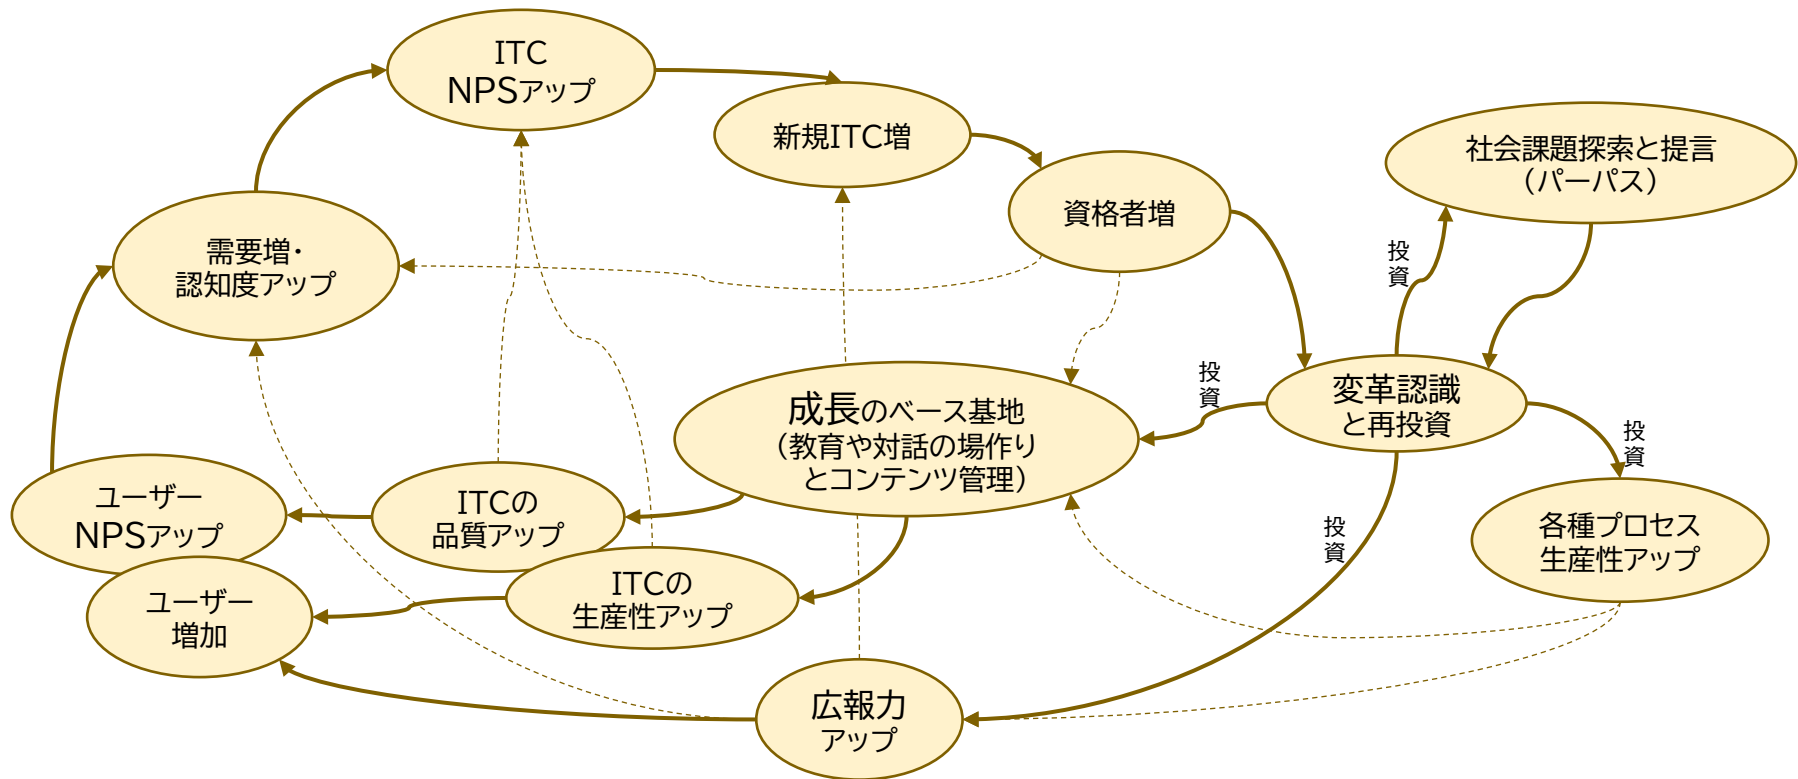 ITC
NPSアップ
新規ITC増
資格者増
社会課題探索と提言
（パーパス）
需要増・
認知度アップ
投
資
変革認識
と再投資
投
資
成長のベース基地
（教育や対話の場作り
とコンテンツ管理）
投
資
各種プロセス
生産性アップ
投
資
ユーザー
NPSアップ
ITCの
品質アップ
ITCの
生産性アップ
ユーザー
増加
広報力
アップ